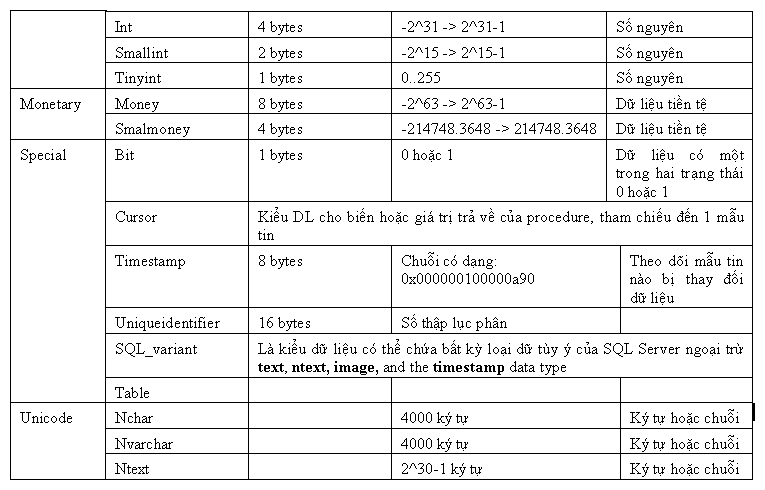 Int 4 bytes -2^31 -> 2^31-1 Số nguyên
Smallint 2 bytes -2^15 -> 2^15-1 Số nguyên
Tinyint 1 bytes 0..255 Số nguyên
Monetary Money 8 bytes -2^63 -> 2^63-1 Dữ liệu tiền tệ
Smalmoney 4 bytes -214748.3648 -> 214748.3648 Dữ liệu tiền tệ
Special Bit 1 bytes 0 hoặc 1 Dữ liệu có một
trong hai trạng thái
0 hoặc 1
Cursor Kiểu DL cho biến hoặc giá trị trả về của procedure, tham chiếu đến 1 mẫu
tin
Timestamp 8 bytes Chuỗi có dạng: Theo dõi mẫu tin
0x000000100000a90 nào bị thay đổi
dữ liệu
Uniqueidentifier 16 bytes Số thập lục phân
SQL_variant Là kiểu dữ liệu có thể chứa bất kỳ loại dữ tùy ý của SQL Server ngoại trừ
text, ntext, image, and the timestamp data type
Table
Unicode Nchar 4000 ký tự Ký tự hoặc chuỗi
Nvarchar 4000 ký tự Ký tự hoặc chuỗi
Ntext 2^30-1 ký tự Ký tự hoặc chuỗi